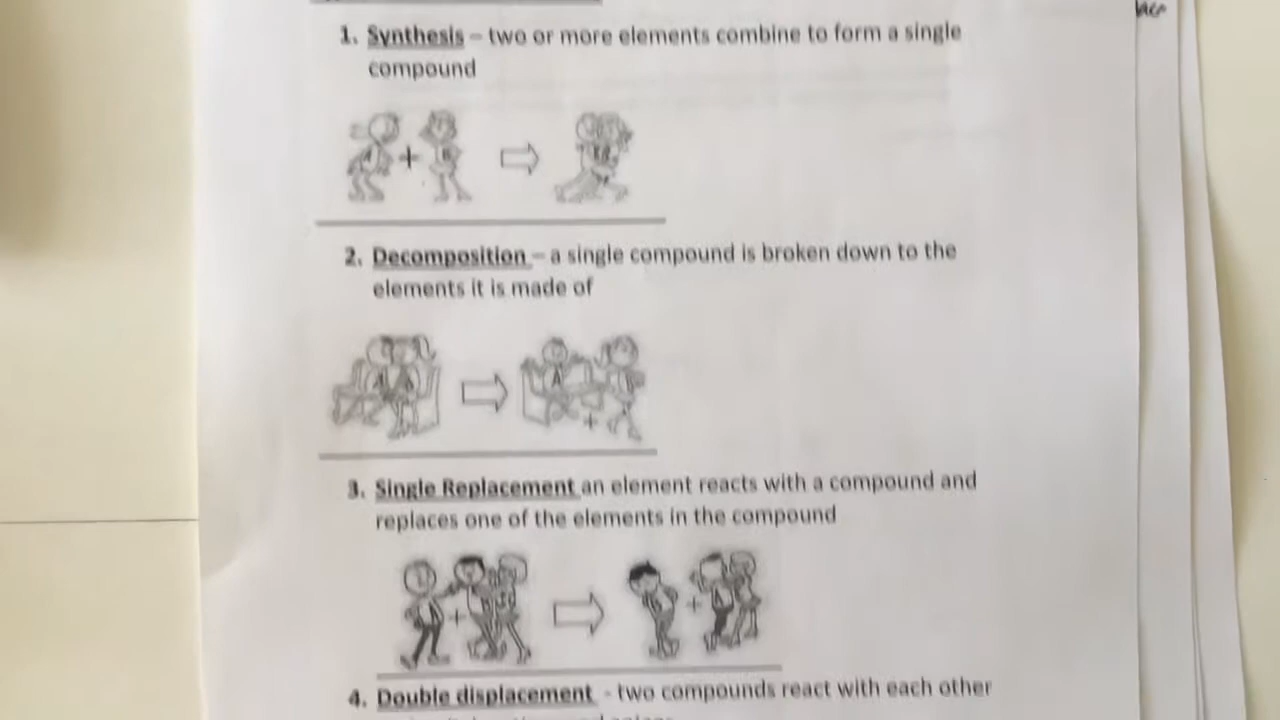 1. Synthesis – two or more elements combine to form a single
compound
+
2. Decomposition – a single compound is broken down to the
elements it is made of
+
3. Single Replacement an element reacts with a compound and
replaces one of the elements in the compound
+ +
4. Double displacement - two compounds react with each other